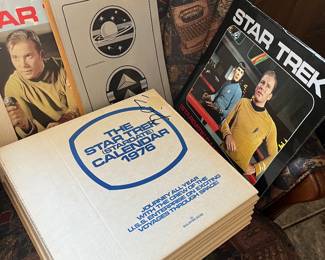 AR
STAR TREK
THE
STAR TREK
STARDATE
CALENDAR
1976
JOURNEY ALL YEAR
WITH THE CREW OF THE
U.S.S. ENTERPRISE ON EXCITING
VOYAGES THROUGH SPACE